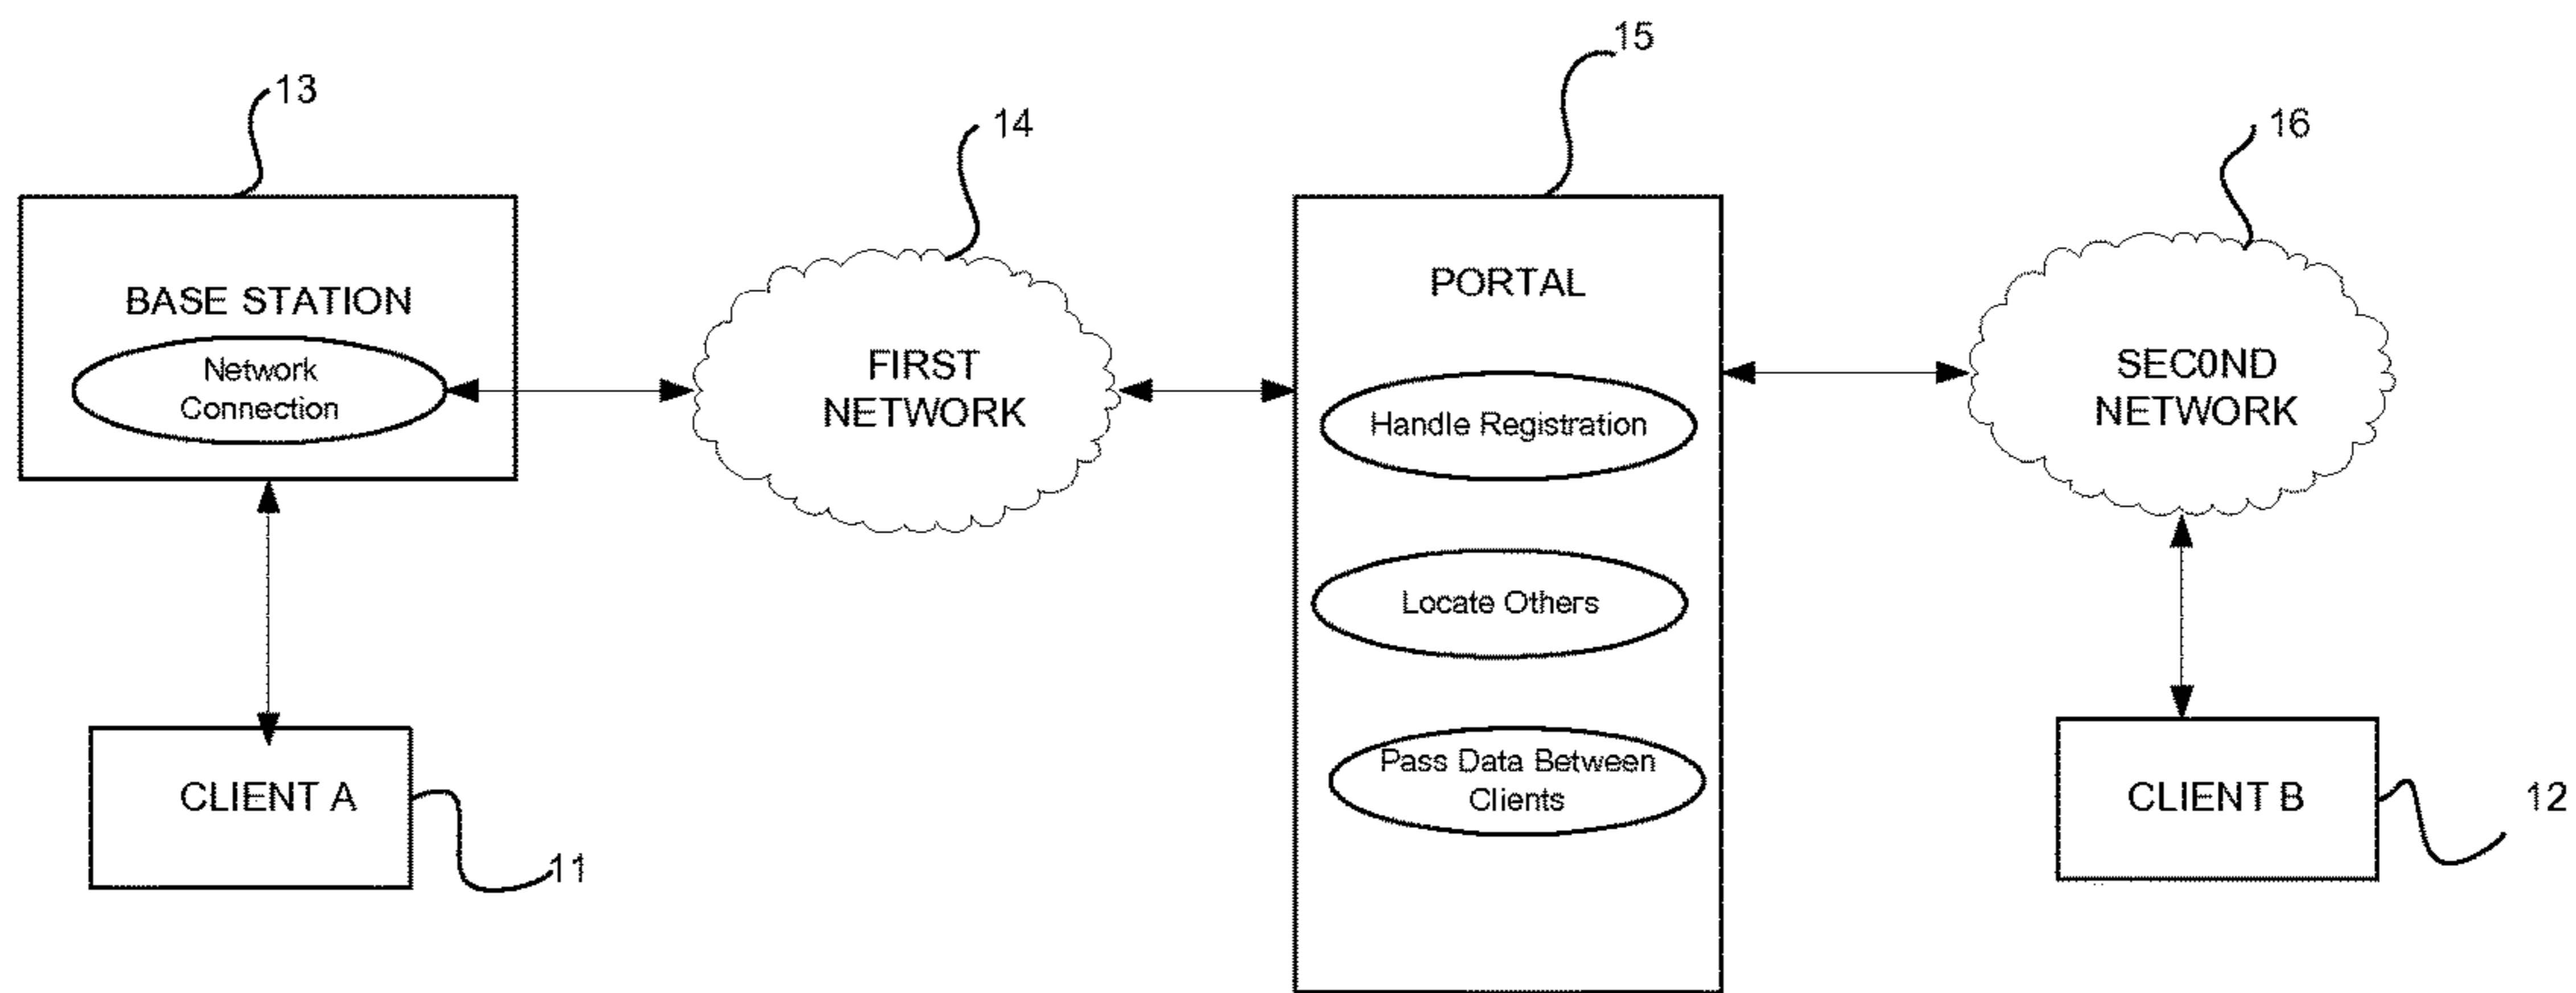 13
14
15
16
BASE STATION
Network
Connection
FIRST
NETWORK
PORTAL
Handle Registration
Locate Others
Pass Data Between
Clients
SEC0ND
NETWORK
CLIENT A
11
CLIENT B
12